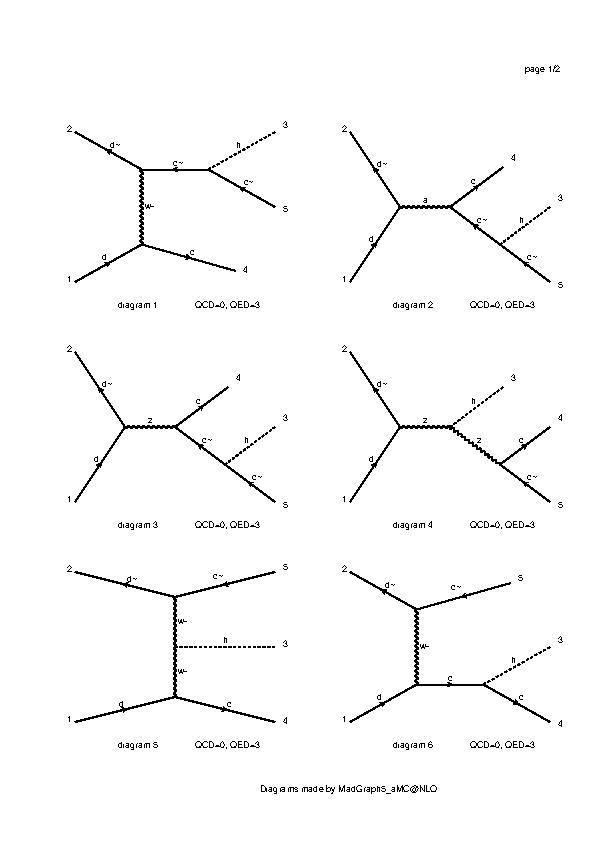 page 1/2
2 d~ c~ h 3
c~ 5
w-
d c
1 4
diagram 1 QCD=0, QED=3
2 d~ c 4
a 3
c~ h
d c~
1 5
diagram 2 QCD=0, QED=3
2 d~ c 4
z 3
c~ h
d c~
1 5
diagram 3 QCD=0, QED=3
2 d~ h 3
z 4
z c
d c~
1 5
diagram 4 QCD=0, QED=3
2 d~ c~ 5
w-
h 3
w-
d c
1 4
diagram 5 QCD=0, QED=3
2 d~ c~ 5
w- 3
h
d c c
1 4
diagram 6 QCD=0, QED=3
Diagrams made by MadGraph5_aMC@NLO